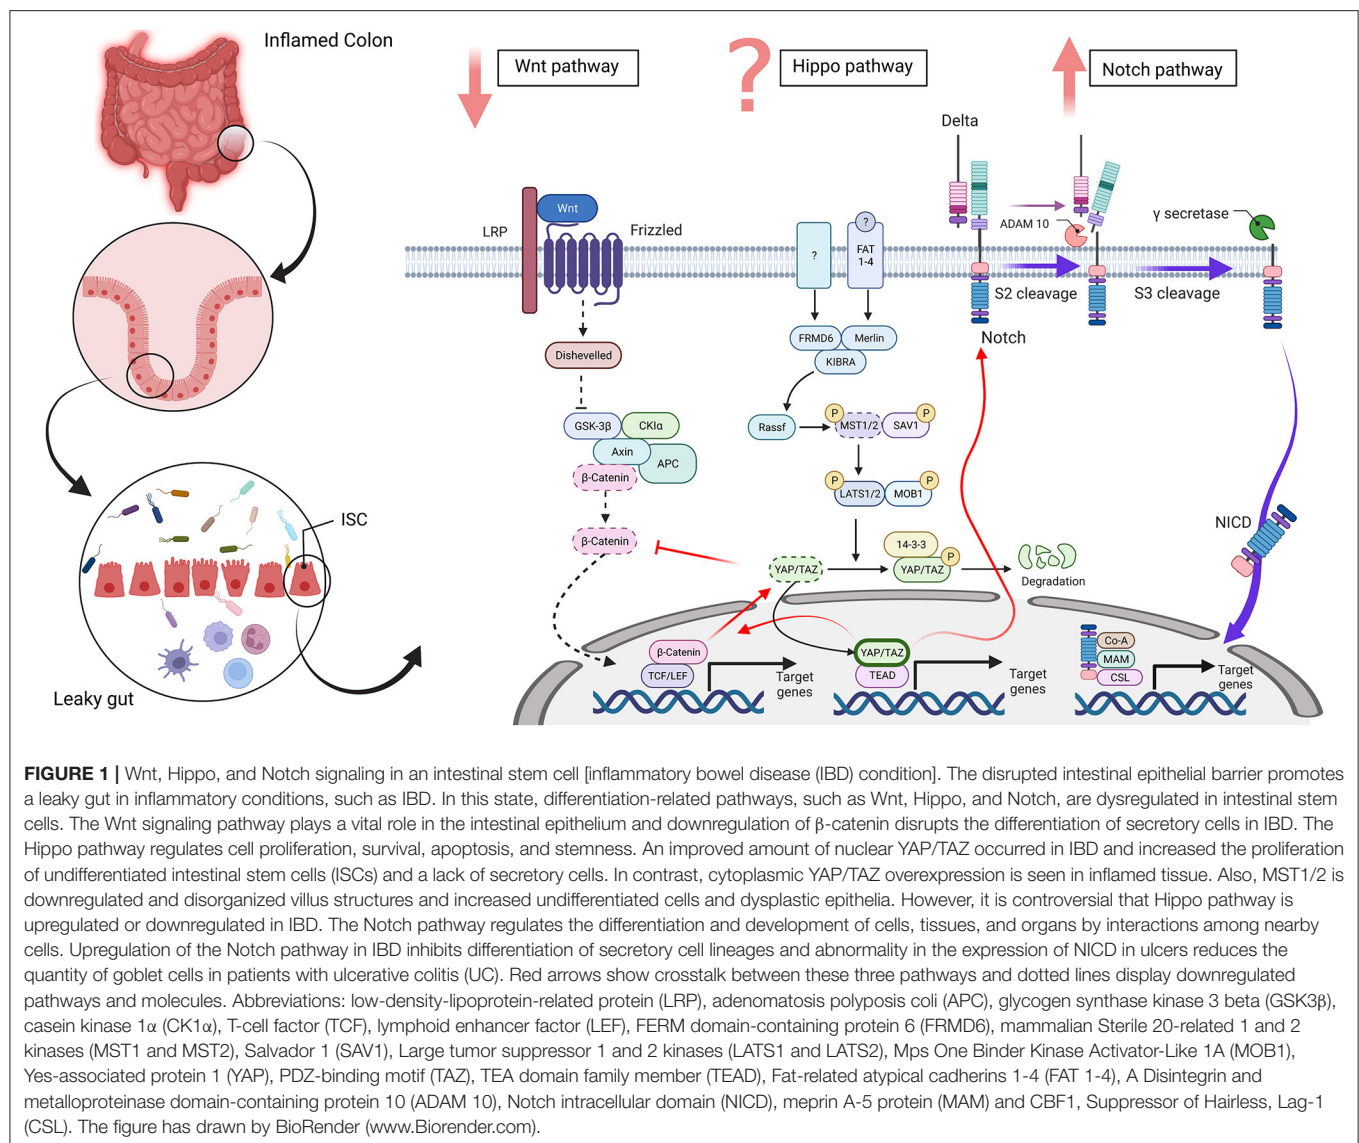 Inflamed Colon
Wnt pathway
?
Hippo pathway
Notch pathway
Delta
LRP
Wnt
Frizzled
?
?
FAT
1-4
ADAM 10
γ secretase
S2 cleavage
S3 cleavage
Notch
Dishevelled
FRMD6
Merlin
KIBRA
GSK-3β
CKIα
Axin
APC
β-Catenin
β-Catenin
Rassf
P
MST1/2
SAV1
P
P
LATS1/2
MOB1
P
14-3-3
YAP/TAZ
YAP/TAZ
P
Degradation
NICD
ISC
Leaky gut
β-Catenin
TCF/LEF
Target
genes
YAP/TAZ
TEAD
Target
genes
Co-A
MAM
CSL
Target
genes
FIGURE 1 | Wnt, Hippo, and Notch signaling in an intestinal stem cell [inflammatory bowel disease (IBD) condition]. The disrupted intestinal epithelial barrier promotes
a leaky gut in inflammatory conditions, such as IBD. In this state, differentiation-related pathways, such as Wnt, Hippo, and Notch, are dysregulated in intestinal stem
cells. The Wnt signaling pathway plays a vital role in the intestinal epithelium and downregulation of β-catenin disrupts the differentiation of secretory cells in IBD. The
Hippo pathway regulates cell proliferation, survival, apoptosis, and stemness. An improved amount of nuclear YAP/TAZ occurred in IBD and increased the proliferation
of undifferentiated intestinal stem cells (ISCs) and a lack of secretory cells. In contrast, cytoplasmic YAP/TAZ overexpression is seen in inflamed tissue. Also, MST1/2 is
downregulated and disorganized villus structures and increased undifferentiated cells and dysplastic epithelia. However, it is controversial that Hippo pathway is
upregulated or downregulated in IBD. The Notch pathway regulates the differentiation and development of cells, tissues, and organs by interactions among nearby
cells. Upregulation of the Notch pathway in IBD inhibits differentiation of secretory cell lineages and abnormality in the expression of NICD in ulcers reduces the
quantity of goblet cells in patients with ulcerative colitis (UC). Red arrows show crosstalk between these three pathways and dotted lines display downregulated
pathways and molecules. Abbreviations: low-density-lipoprotein-related protein (LRP), adenomatosis polyposis coli (APC), glycogen synthase kinase 3 beta (GSK3β),
casein kinase 1α (CK1α), T-cell factor (TCF), lymphoid enhancer factor (LEF), FERM domain-containing protein 6 (FRMD6), mammalian Sterile 20-related 1 and 2
kinases (MST1 and MST2), Salvador 1 (SAV1), Large tumor suppressor 1 and 2 kinases (LATS1 and LATS2), Mps One Binder Kinase Activator-Like 1A (MOB1),
Yes-associated protein 1 (YAP), PDZ-binding motif (TAZ), TEA domain family member (TEAD), Fat-related atypical cadherins 1-4 (FAT 1-4), A Disintegrin and
metalloproteinase domain-containing protein 10 (ADAM 10), Notch intracellular domain (NICD), meprin A-5 protein (MAM) and CBF1, Suppressor of Hairless, Lag-1
(CSL). The figure has drawn by BioRender (www.Biorender.com).